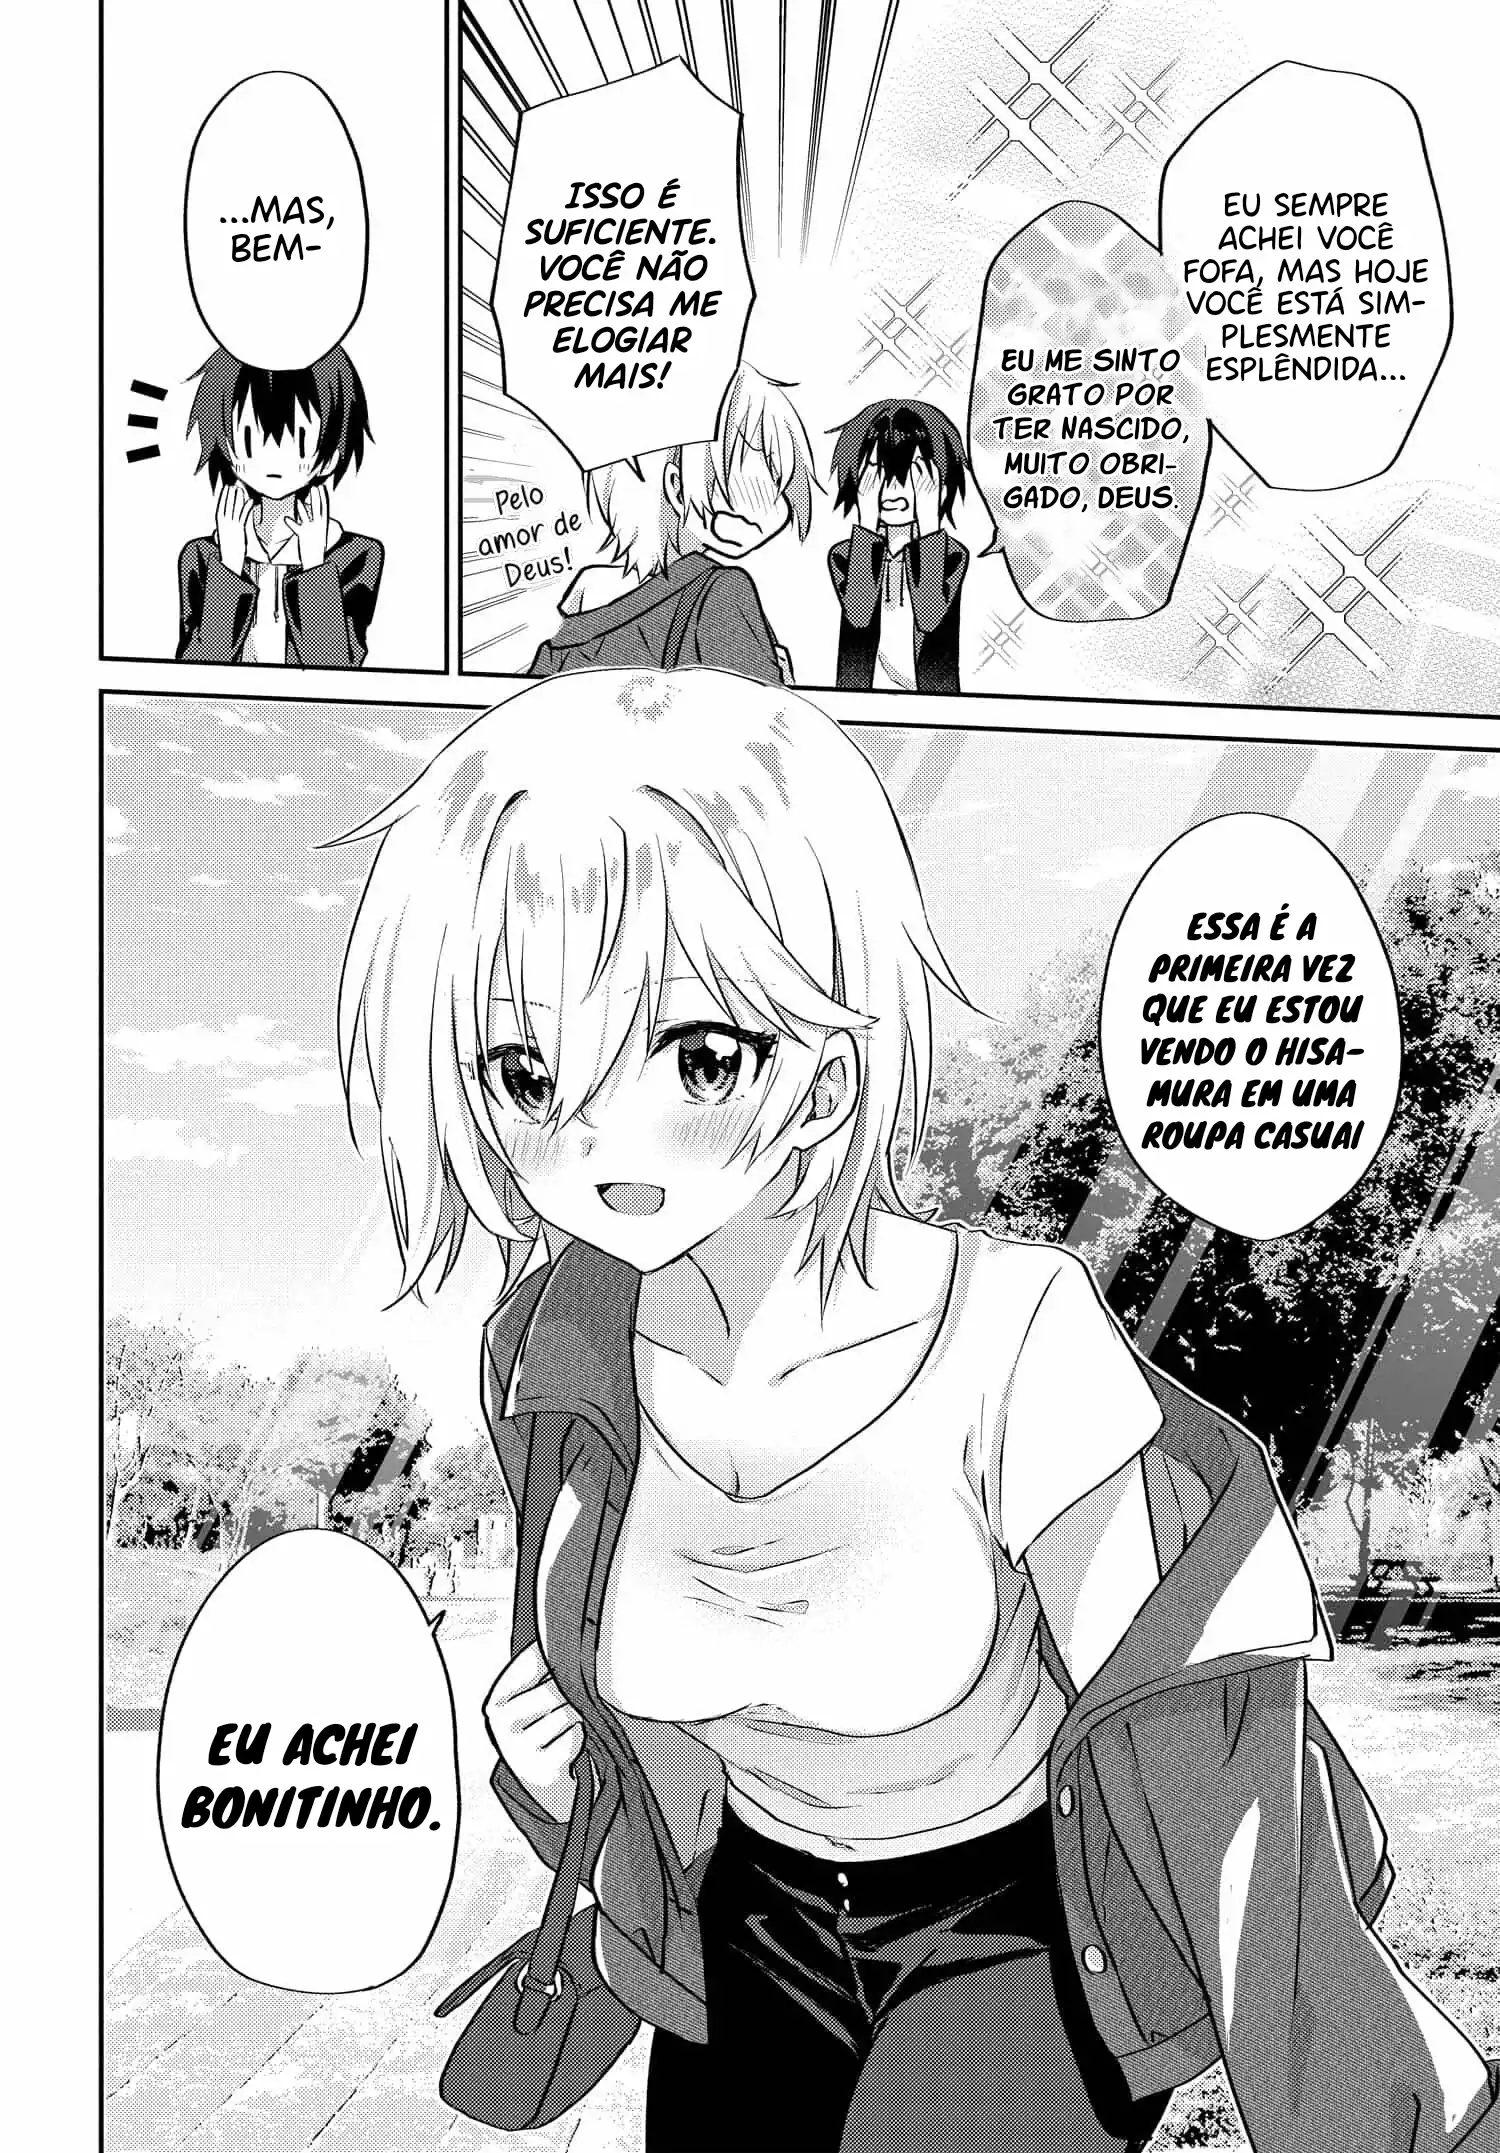 EU SEMPRE
ACHEI VOCÊ
FOFA, MAS HOJE
VOCÊ ESTÁ SIM-
PLESMENTE
ESPLÊNDIDA...
EU ME SINTO
GRATO POR
TER NASCIDO,
MUITO OBRI-
GADO, DEUS.
ISSO É
SUFICIENTE.
VOCÊ NÃO
PRECISA ME
ELOGIAR
MAIS!
Pelo
amor de
Deus!
...MAS,
BEM-
ESSA É A
PRIMEIRA VEZ
QUE EU ESTOU
VENDO O HISA-
MURA EM UMA
ROUPA CASUAI
EU ACHEI
BONITINHO.